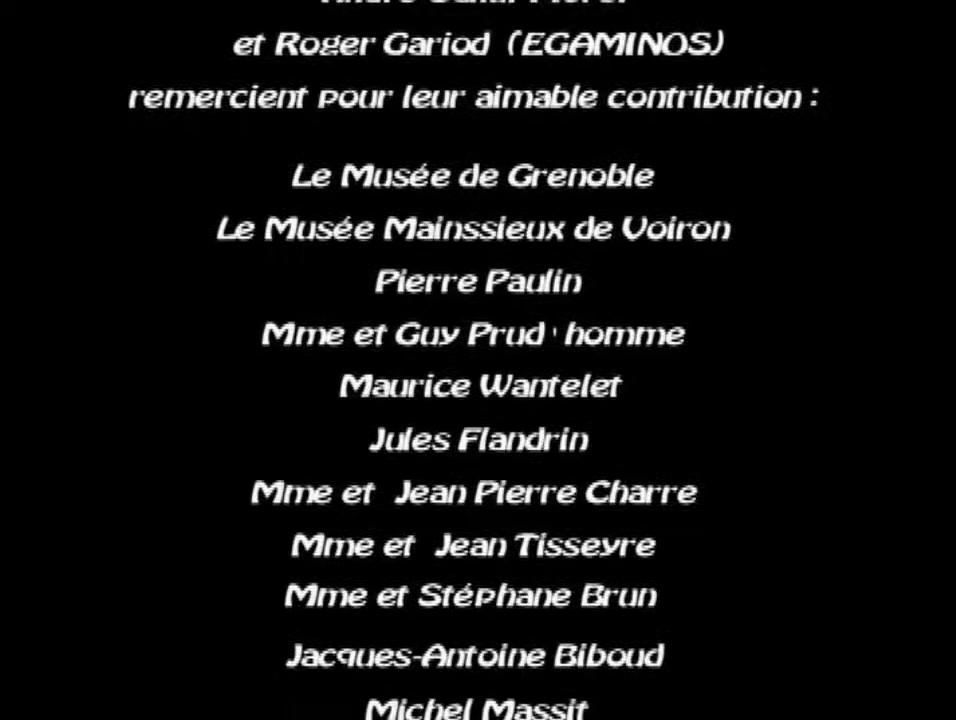 et Roger Gariod (EGAMINOS)
remercient pour leur aimable contribution :
Le Musée de Grenoble
Le Musée Mainssieux de Voiron
Pierre Paulin
Mme et Guy Prud'homme
Maurice Wantelet
Jules Flandrin
Mme et Jean Pierre Charre
Mme et Jean Tisseyre
Mme et Stéphane Brun
Jacques-Antoine Biboud
Michel Massit